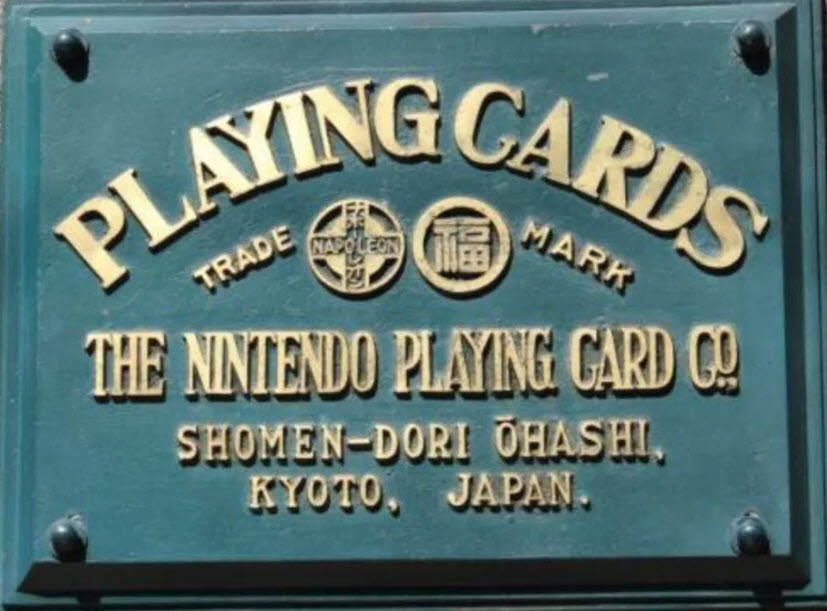 PLAYING CARDS
TRADE NAPOLEON 福 MARK
THE NINTENDO PLAYING CARD Co.,
SHOMEN-DORI ŌHASHI,
KYOTO, JAPAN.